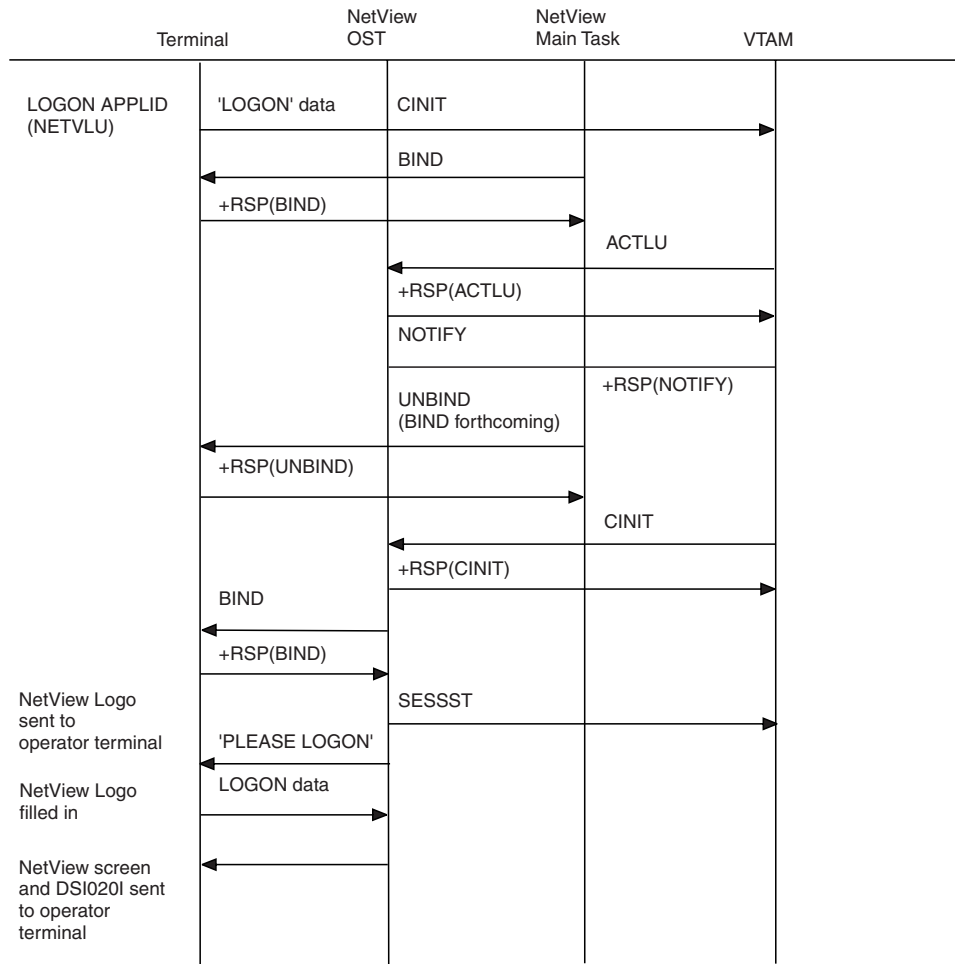 NetView
OST
NetView
Main Task
Terminal
VTAM
LOGON APPLID
(NETVLU)
'LOGON' data
CINIT
BIND
+RSP(BIND)
ACTLU
+RSP(ACTLU)
NOTIFY
+RSP(NOTIFY)
UNBIND
(BIND forthcoming)
+RSP(UNBIND)
CINIT
+RSP(CINIT)
BIND
+RSP(BIND)
NetView Logo
sent to
operator terminal
SESSST
'PLEASE LOGON'
NetView Logo
filled in
LOGON data
NetView screen
and DSI020I sent
to operator
terminal